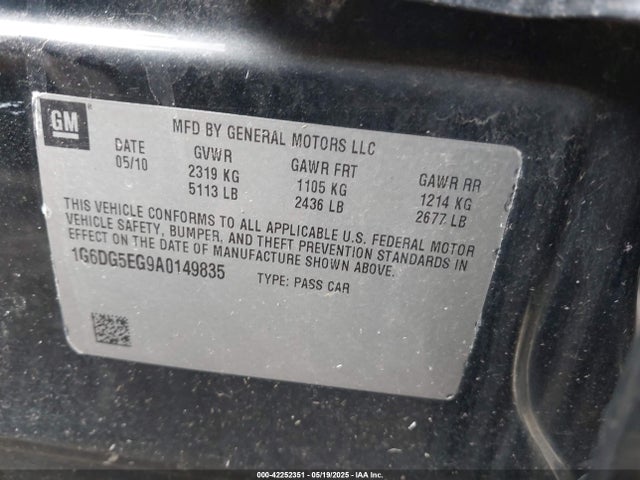 GM
MFD BY GENERAL MOTORS LLC
DATE GVWR GAWR FRT GAWR RR
05/10 2319 KG 1105 KG 1214 KG
5113 LB 2436 LB 2677 LB
THIS VEHICLE CONFORMS TO ALL APPLICABLE U.S. FEDERAL MOTOR
VEHICLE SAFETY, BUMPER, AND THEFT PREVENTION STANDARDS IN
EFFECT ON THE DATE OF MANUFACTURE SHOWN ABOVE.
1G6DG5EG9A0149835 TYPE: PASS CAR
000-42252351 - 05/19/2025 - IAA Inc.